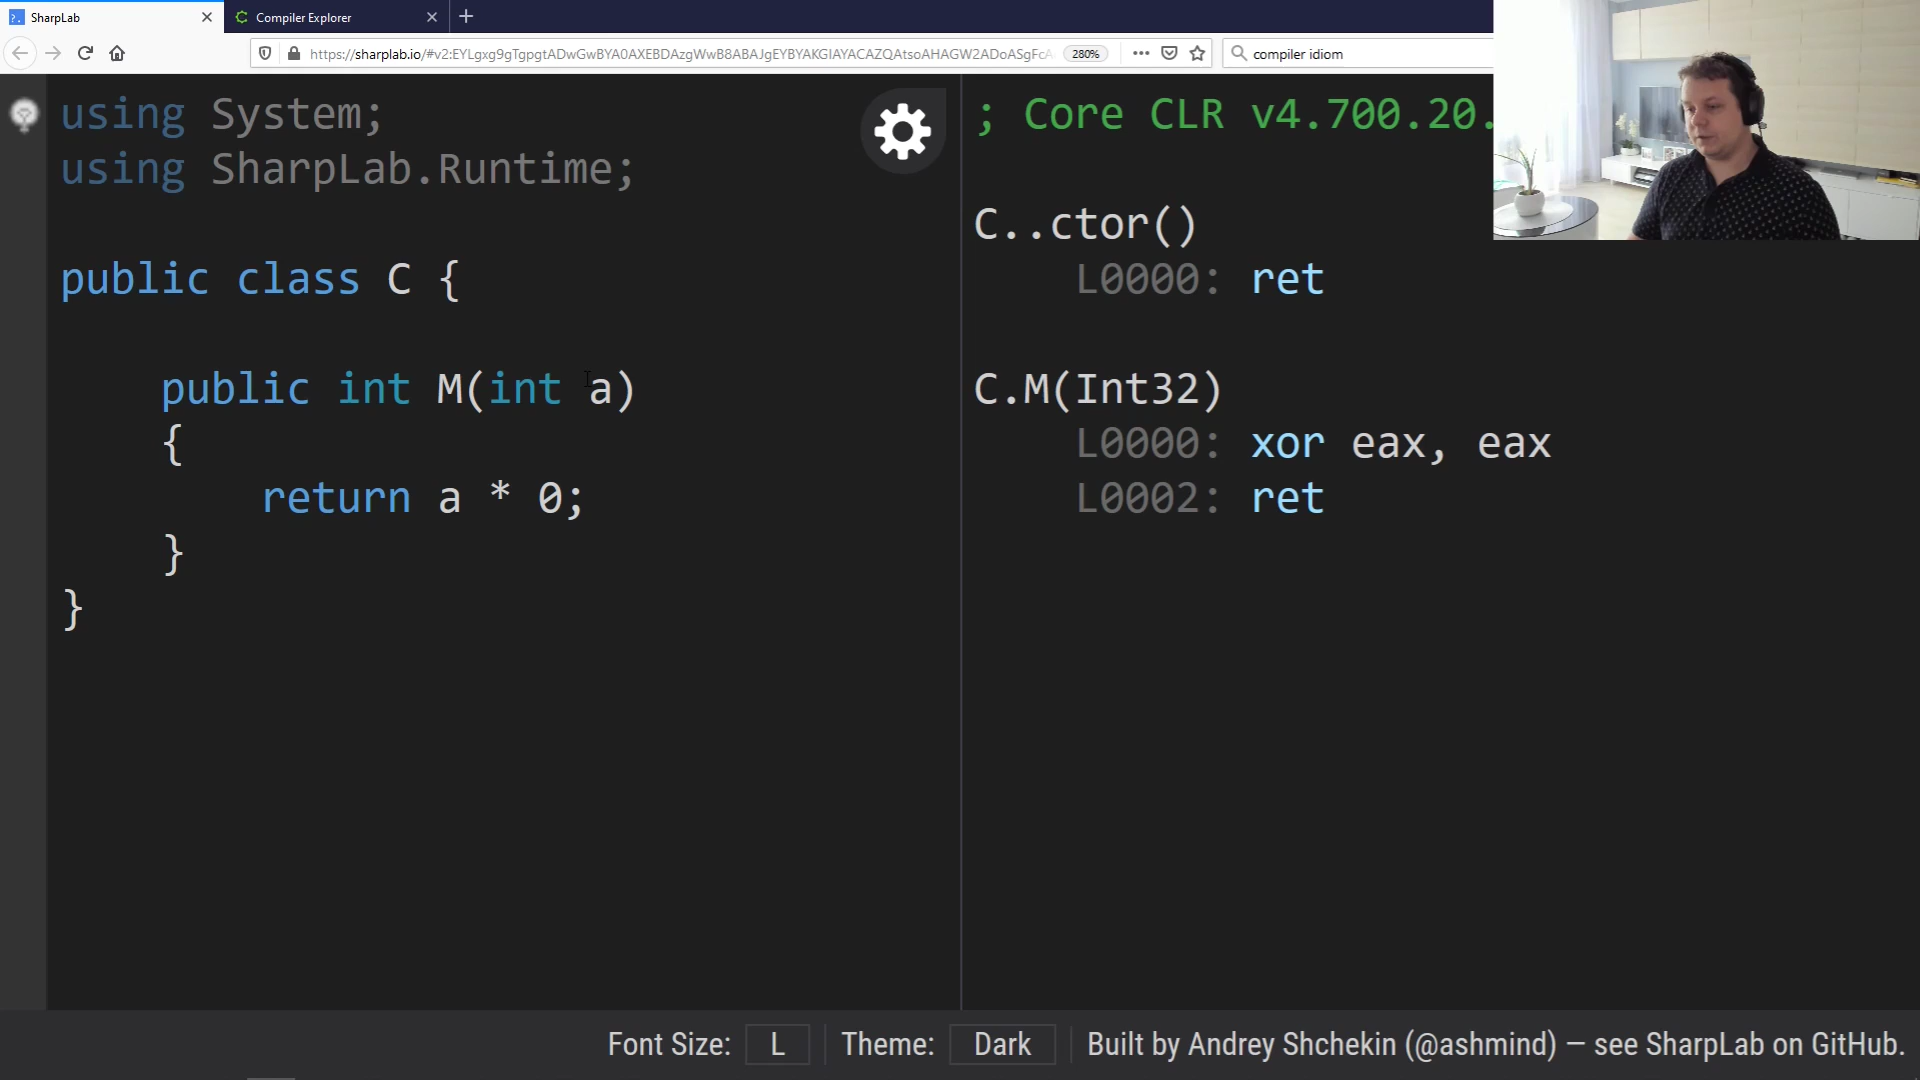 SharpLab
Compiler Explorer
https://sharplab.io/#v2:EYLgxg9gTgpgtADwGwBYA0AXEBDAzgWwB8ABAJgEYBYAKGIAYACAZQAtsoAHAGW2ADoASgFcA
280%
compiler idiom
using System;
using SharpLab.Runtime;
public class C {
public int M(int a)
{
return a * 0;
}
}
; Core CLR v4.700.20.
C..ctor()
L0000: ret
C.M(Int32)
L0000: xor eax, eax
L0002: ret
Font Size: L
Theme: Dark
Built by Andrey Shchekin (@ashmind) — see SharpLab on GitHub.